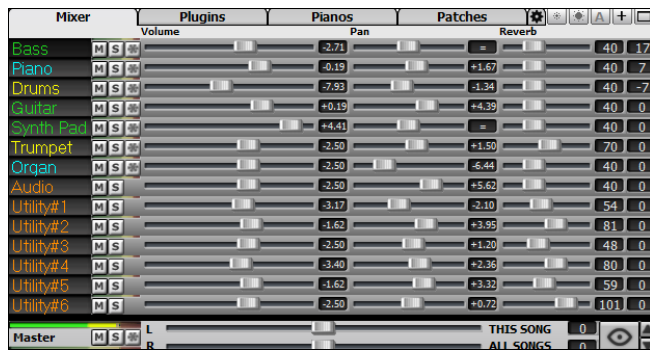 Mixer Plugins Pianos Patches A +
Volume Pan Reverb
Bass M S -2.71 = 40 17
Piano M S -0.19 +1.67 40 7
Drums M S -7.93 -1.34 40 -7
Guitar M S +0.19 +4.39 40 0
Synth Pad M S +4.41 = 40 0
Trumpet M S -2.50 +1.50 70 0
Organ M S -2.50 -6.44 40 0
Audio M S -2.50 +5.62 40 0
Utility#1 M S -3.17 -2.10 54 0
Utility#2 M S -1.62 +3.95 81 0
Utility#3 M S -2.50 +1.20 48 0
Utility#4 M S -3.40 +2.36 80 0
Utility#5 M S -1.62 +3.32 59 0
Utility#6 M S -2.50 +0.72 101 0
Master M S L THIS SONG 0
R ALL SONGS 0